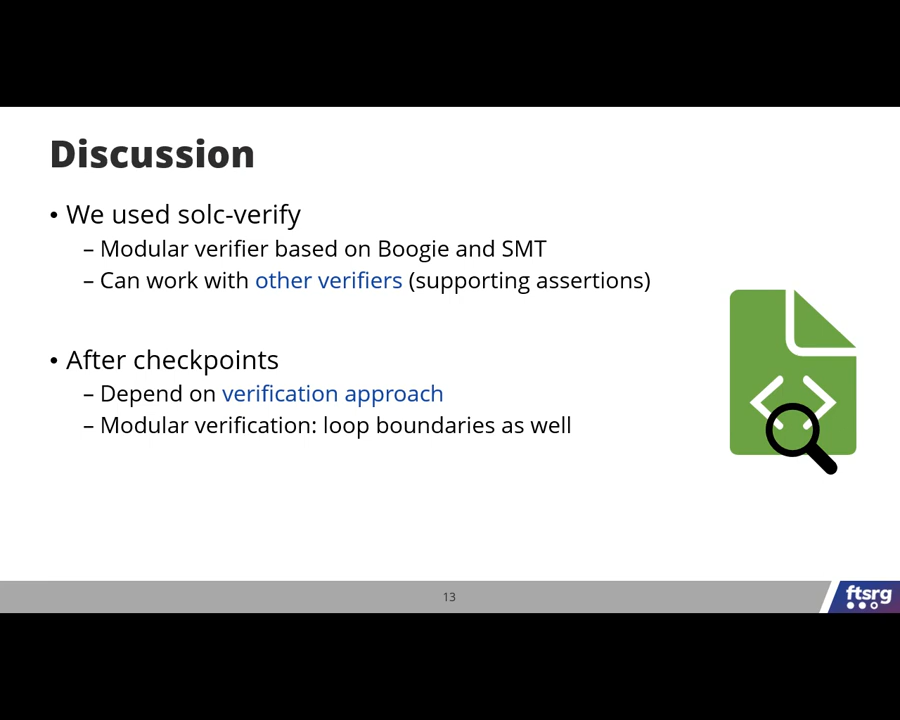 Discussion
• We used solc-verify
– Modular verifier based on Boogie and SMT
– Can work with other verifiers (supporting assertions)
• After checkpoints
– Depend on verification approach
– Modular verification: loop boundaries as well
13
ftsrg